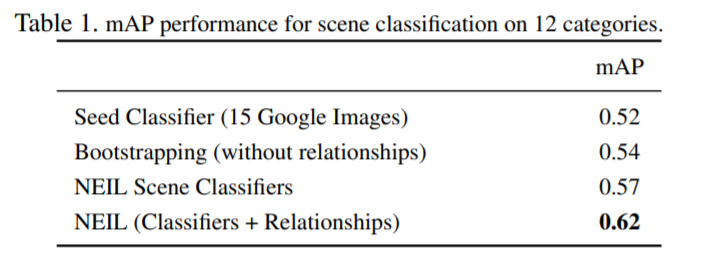 Table 1. mAP performance for scene classification on 12 categories.
mAP
Seed Classifier (15 Google Images) 0.52
Bootstrapping (without relationships) 0.54
NEIL Scene Classifiers 0.57
NEIL (Classifiers + Relationships) 0.62